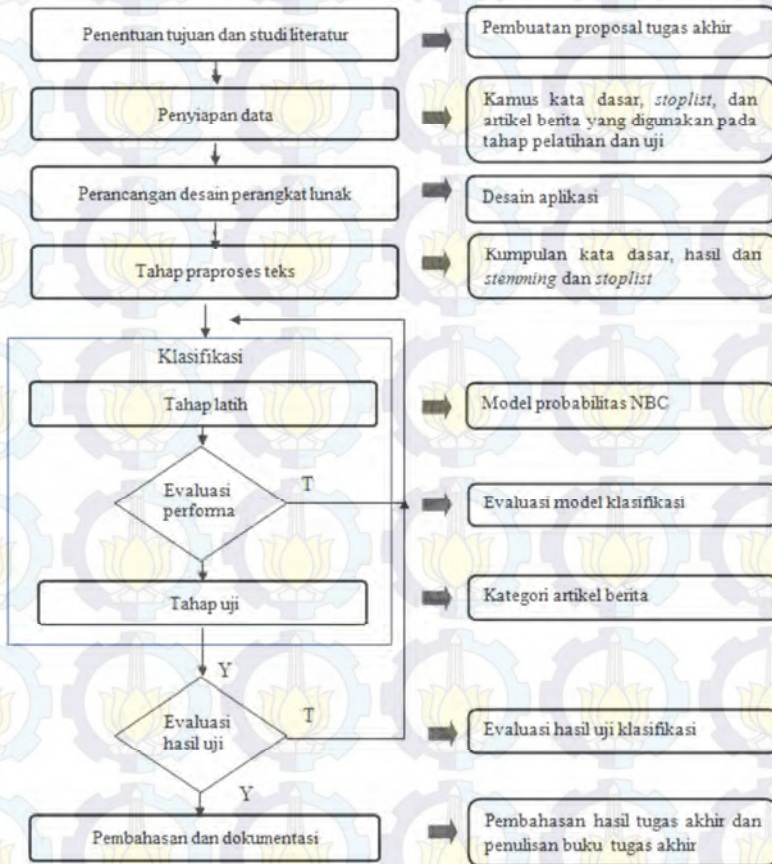 Penentuan tujuan dan studi literatur
Pembuatan proposal tugas akhir
Penyiapan data
Kamus kata dasar, stoplist, dan
artikel berita yang digunakan pada
tahap pelatihan dan uji
Perancangan desain perangkat lunak
Desain aplikasi
Tahap praproses teks
Kumpulan kata dasar, hasil dan
stemming dan stoplist
Klasifikasi
Tahap latih
Model probabilitas NBC
Evaluasi
performa
T
Evaluasi model klasifikasi
Tahap uji
Kategori artikel berita
Y
Evaluasi
hasil uji
T
Evaluasi hasil uji klasifikasi
Y
Pembahasan dan dokumentasi
Pembahasan hasil tugas akhir dan
penulisan buku tugas akhir